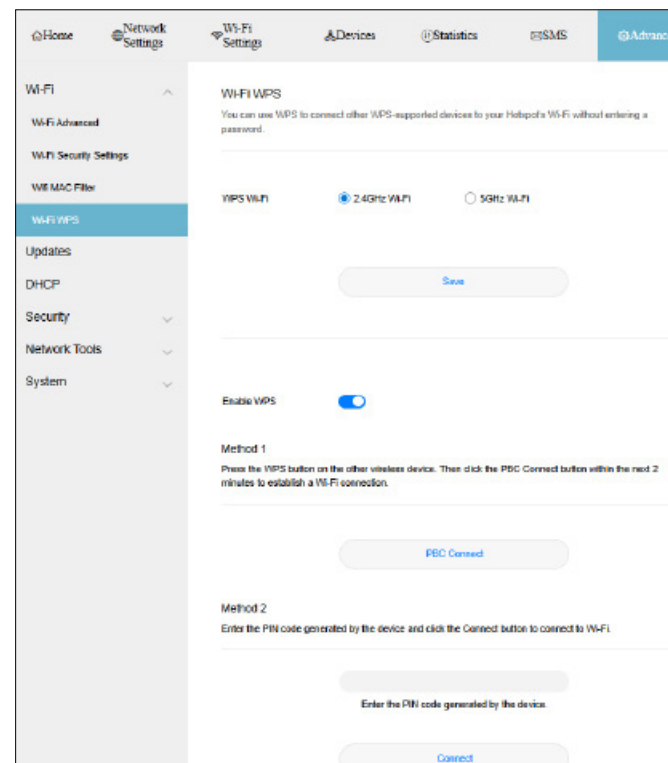 Home
Network Settings
Wi-Fi Settings
Devices
Statistics
SMS
Advanc
Wi-Fi
Wi-Fi Advanced
Wi-Fi Security Settings
Wifi MAC Filter
Wi-Fi WPS
Updates
DHCP
Security
Network Tools
System
Wi-Fi WPS
You can use WPS to connect other WPS-supported devices to your Hotspot's Wi-Fi without entering a
password.
WPS Wi-Fi
2.4GHz Wi-Fi
5GHz Wi-Fi
Save
Enable WPS
Method 1
Press the WPS button on the other wireless device. Then click the PBC Connect button within the next 2
minutes to establish a Wi-Fi connection.
PBC Connect
Method 2
Enter the PIN code generated by the device and click the Connect button to connect to Wi-Fi.
Enter the PIN code generated by the device.
Connect